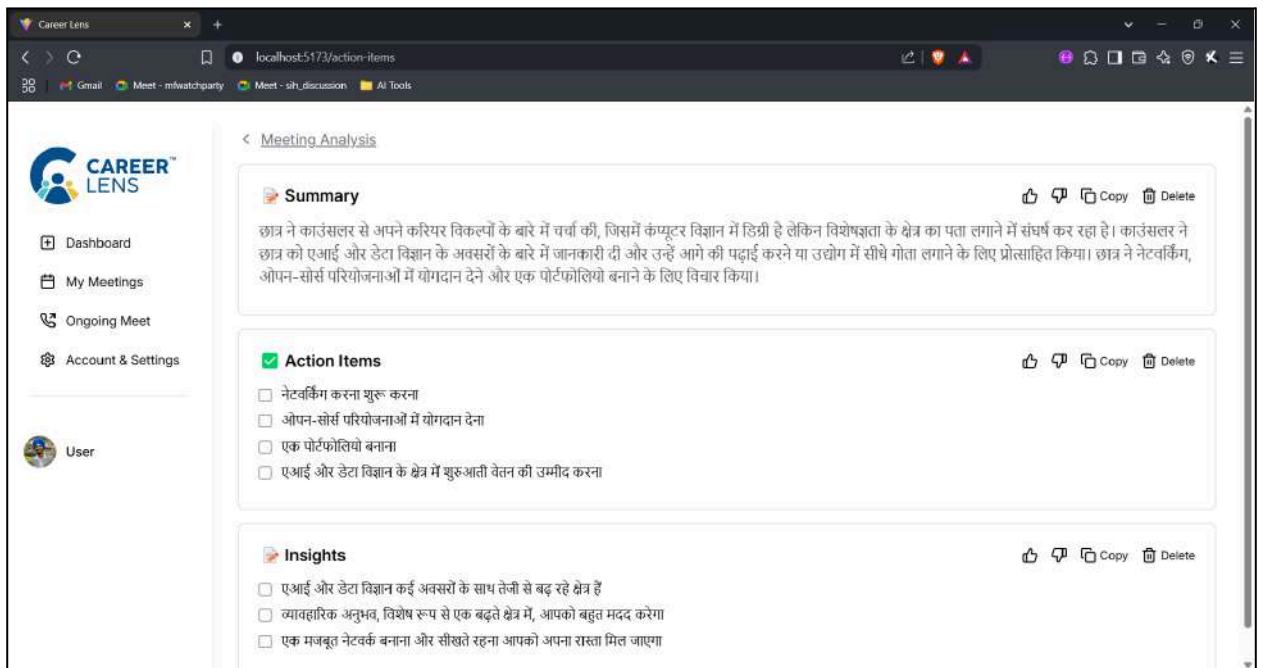 Career Lens
localhost:5173/action-items
Gmail Meet - mfwatchparty Meet - sih_discussion AI Tools
CAREER™
LENS
Dashboard
My Meetings
Ongoing Meet
Account & Settings
User
< Meeting Analysis
Summary Copy Delete
छात्र ने काउंसलर से अपने करियर विकल्पों के बारे में चर्चा की, जिसमें कंप्यूटर विज्ञान में डिग्री है लेकिन विशेषज्ञता के क्षेत्र का पता लगाने में संघर्ष कर रहा है। काउंसलर ने
छात्र को एआई और डेटा विज्ञान के अवसरों के बारे में जानकारी दी और उन्हें आगे की पढ़ाई करने या उद्योग में सीधे गोता लगाने के लिए प्रोत्साहित किया। छात्र ने नेटवर्किंग,
ओपन-सोर्स परियोजनाओं में योगदान देने और एक पोर्टफोलियो बनाने के लिए विचार किया।
Action Items Copy Delete
नेटवर्किंग करना शुरू करना
ओपन-सोर्स परियोजनाओं में योगदान देना
एक पोर्टफोलियो बनाना
एआई और डेटा विज्ञान के क्षेत्र में शुरुआती वेतन की उम्मीद करना
Insights Copy Delete
एआई और डेटा विज्ञान कई अवसरों के साथ तेजी से बढ़ रहे क्षेत्र हैं
व्यावहारिक अनुभव, विशेष रूप से एक बढ़ते क्षेत्र में, आपको बहुत मदद करेगा
एक मजबूत नेटवर्क बनाना और सीखते रहना आपको अपना रास्ता मिल जाएगा